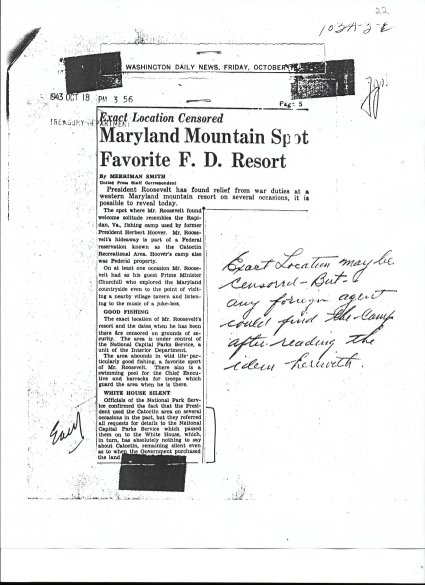 22
103A-3-E
WASHINGTON DAILY NEWS, FRIDAY, OCTOBER
1943 OCT 18 PM 3 56
Page 5
TREASURY DEPARTMENT
Exact Location Censored
Maryland Mountain Spot
Favorite F. D. Resort
By MERRIMAN SMITH
United Press Staff Correspondent
President Roosevelt has found relief from war duties at a
western Maryland mountain resort on several occasions, it is
possible to reveal today.
The spot where Mr. Roosevelt found
welcome solitude resembles the Rapi-
dan, Va., fishing camp used by former
President Herbert Hoover. Mr. Roose-
velt's hideaway is part of a Federal
reservation known as the Catoctin
Recreational Area. Hoover's camp also
was Federal property.
On at least one occasion Mr. Roose-
velt had as his guest Prime Minister
Churchill who explored the Maryland
countryside even to the point of visit-
ing a nearby village tavern and listen-
ing to the music of a juke-box.
GOOD FISHING
The exact location of Mr. Roosevelt's
resort and the dates when he has been
there are censored on grounds of se-
curity. The area is under control of
the National Capital Parks Service, a
unit of the Interior Department.
The area abounds in wild life par-
ticularly good fishing, a favorite sport
of Mr. Roosevelt. There also is a
swimming pool for the Chief Execu-
tive and barracks for troops which
guard the area when he is there.
WHITE HOUSE SILENT
Officials of the National Park Serv-
ice confirmed the fact that the Presi-
dent used the Catoctin area on several
occasions in the past, but they referred
all requests for details to the National
Capital Parks Service which passed
them on to the White House, which,
in turn, has absolutely nothing to say
about Catoctin, remaining silent even
as to when the Government purchased
the land
Exact Location may be
censored - But -
any foreign agent
could find the camp
after reading the
item herewith.